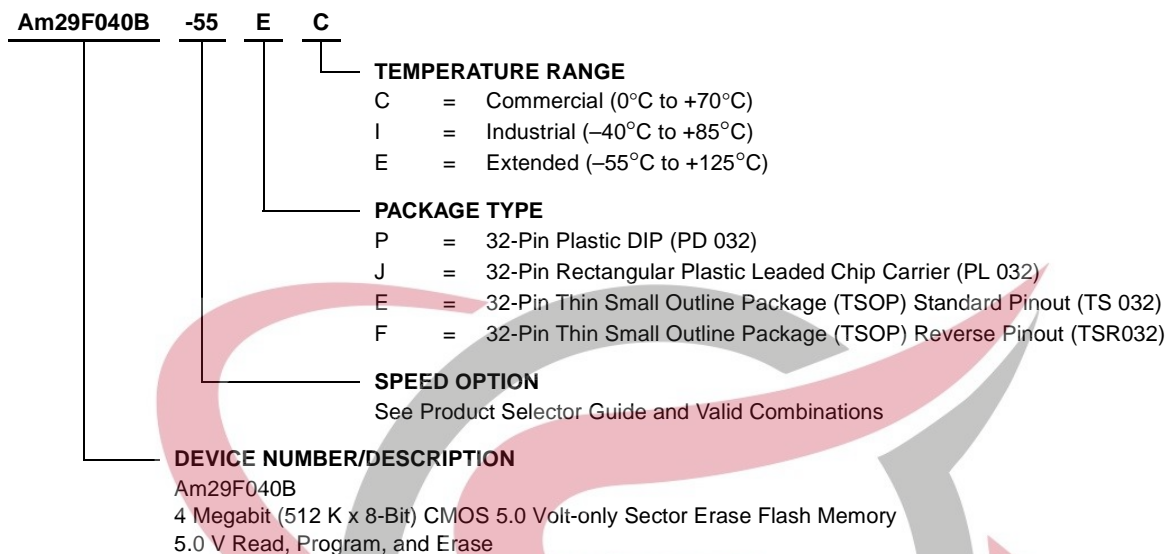 Am29F040B -55 E C
TEMPERATURE RANGE
C = Commercial (0°C to +70°C)
I = Industrial (–40°C to +85°C)
E = Extended (–55°C to +125°C)
PACKAGE TYPE
P = 32-Pin Plastic DIP (PD 032)
J = 32-Pin Rectangular Plastic Leaded Chip Carrier (PL 032)
E = 32-Pin Thin Small Outline Package (TSOP) Standard Pinout (TS 032)
F = 32-Pin Thin Small Outline Package (TSOP) Reverse Pinout (TSR032)
SPEED OPTION
See Product Selector Guide and Valid Combinations
DEVICE NUMBER/DESCRIPTION
Am29F040B
4 Megabit (512 K x 8-Bit) CMOS 5.0 Volt-only Sector Erase Flash Memory
5.0 V Read, Program, and Erase